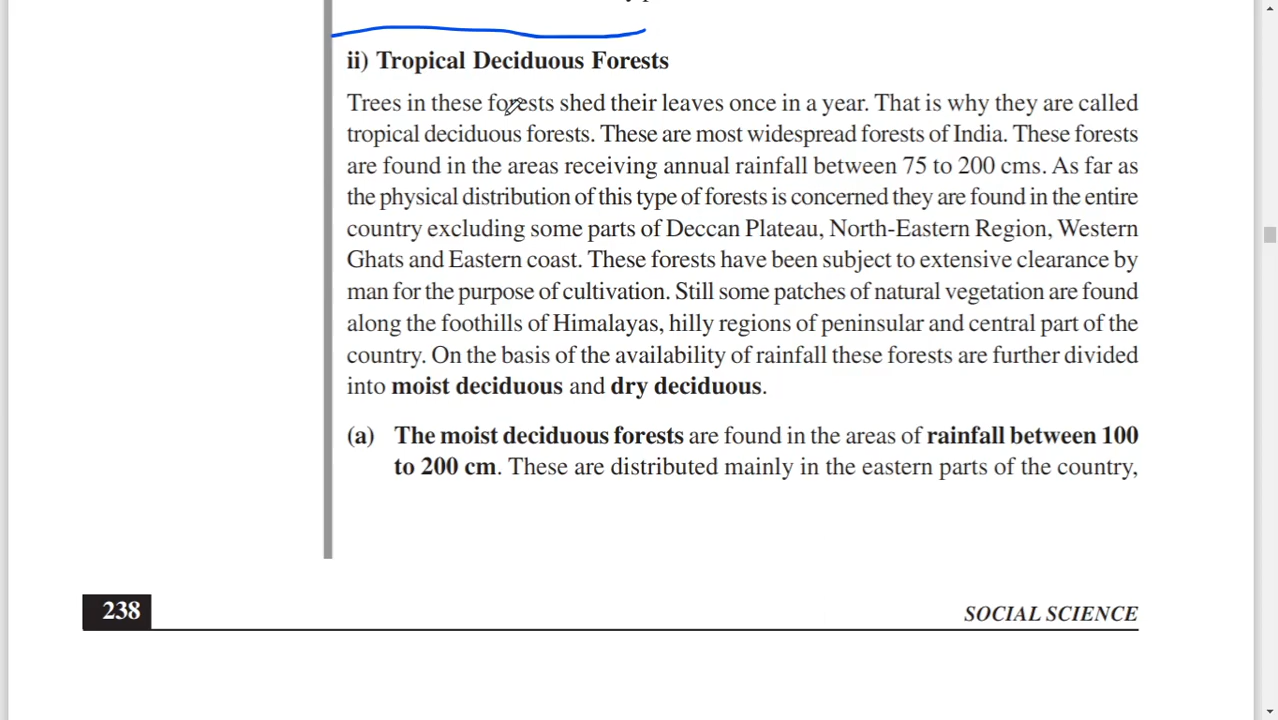 ii) Tropical Deciduous Forests
Trees in these forests shed their leaves once in a year. That is why they are called
tropical deciduous forests. These are most widespread forests of India. These forests
are found in the areas receiving annual rainfall between 75 to 200 cms. As far as
the physical distribution of this type of forests is concerned they are found in the entire
country excluding some parts of Deccan Plateau, North-Eastern Region, Western
Ghats and Eastern coast. These forests have been subject to extensive clearance by
man for the purpose of cultivation. Still some patches of natural vegetation are found
along the foothills of Himalayas, hilly regions of peninsular and central part of the
country. On the basis of the availability of rainfall these forests are further divided
into moist deciduous and dry deciduous.
(a) The moist deciduous forests are found in the areas of rainfall between 100
to 200 cm. These are distributed mainly in the eastern parts of the country,
238
SOCIAL SCIENCE